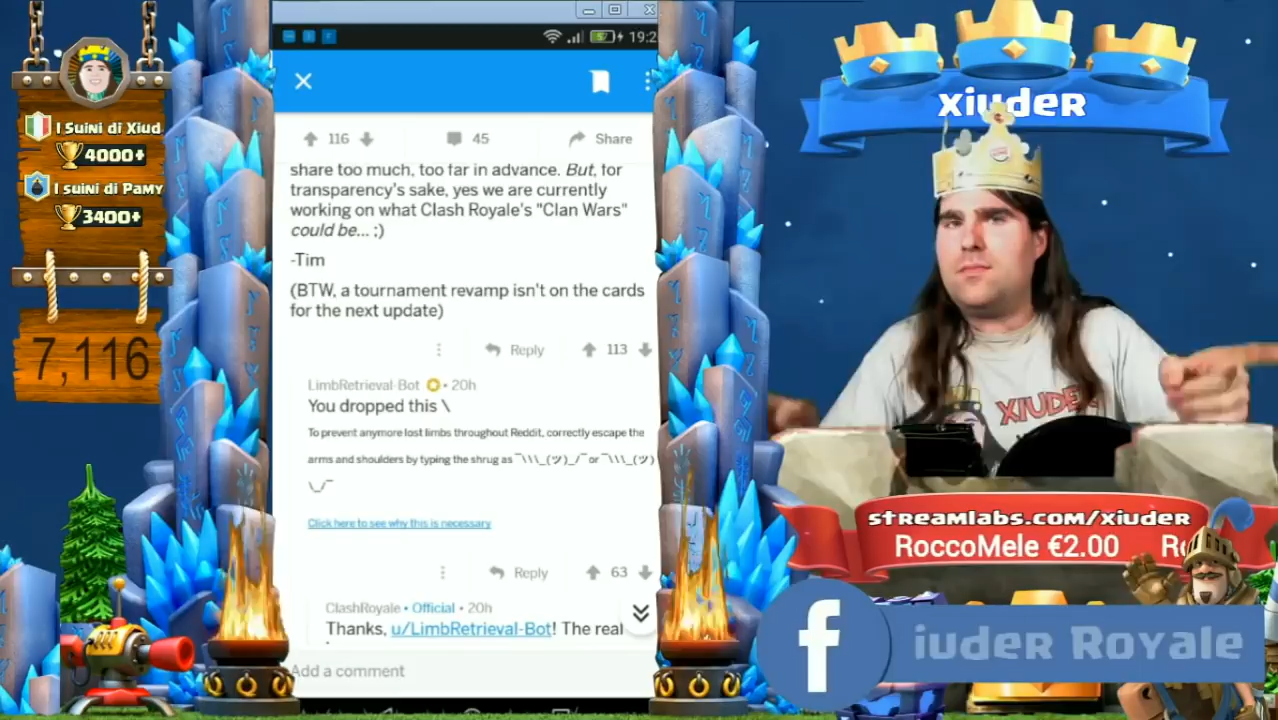 I Suini di Xiud
4000+
I suini di Pamy
3400+
7,116
19:2
116
45
Share
share too much, too far in advance. But, for
transparency's sake, yes we are currently
working on what Clash Royale's "Clan Wars"
could be... ;)
-Tim
(BTW, a tournament revamp isn't on the cards
for the next update)
Reply
113
LimbRetrieval-Bot • 20h
You dropped this \
To prevent anymore lost limbs throughout Reddit, correctly escape the
arms and shoulders by typing the shrug as ¯\\\_(ツ)_/¯ or ¯\\\_(ツ)
\_/¯
Click here to see why this is necessary
Reply
63
ClashRoyale • Official • 20h
Thanks, u/LimbRetrieval-Bot! The real
Add a comment
xiuder
XIUDER
streamlabs.com/xiuder
RoccoMele €2.00 Ro
f
iuder Royale